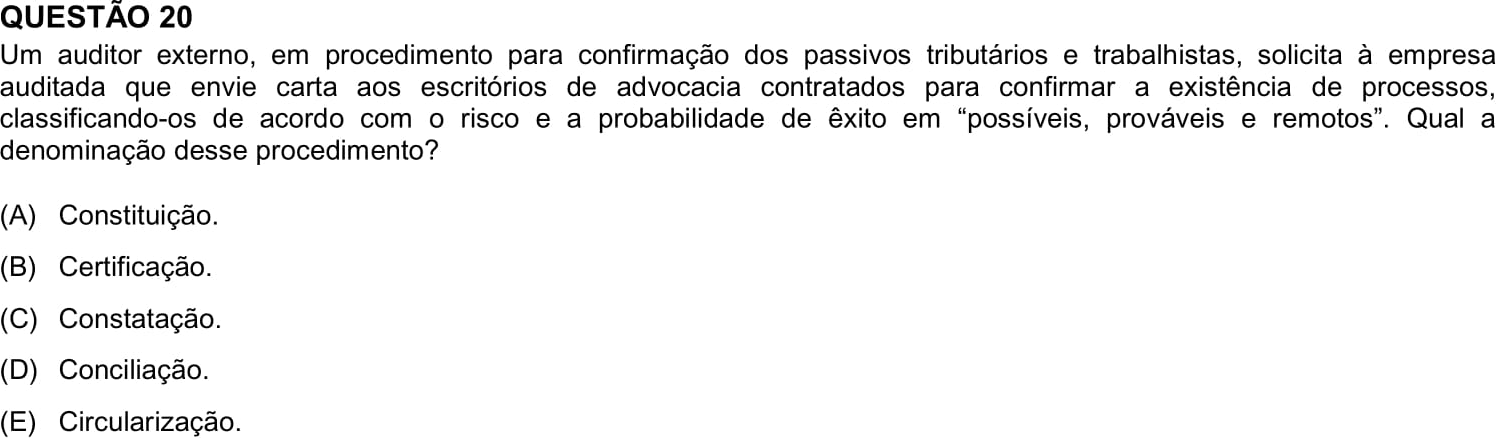 QUESTÃO 20
Um auditor externo, em procedimento para confirmação dos passivos tributários e trabalhistas, solicita à empresa
auditada que envie carta aos escritórios de advocacia contratados para confirmar a existência de processos,
classificando-os de acordo com o risco e a probabilidade de êxito em “possíveis, prováveis e remotos”. Qual a
denominação desse procedimento?
(A) Constituição.
(B) Certificação.
(C) Constatação.
(D) Conciliação.
(E) Circularização.